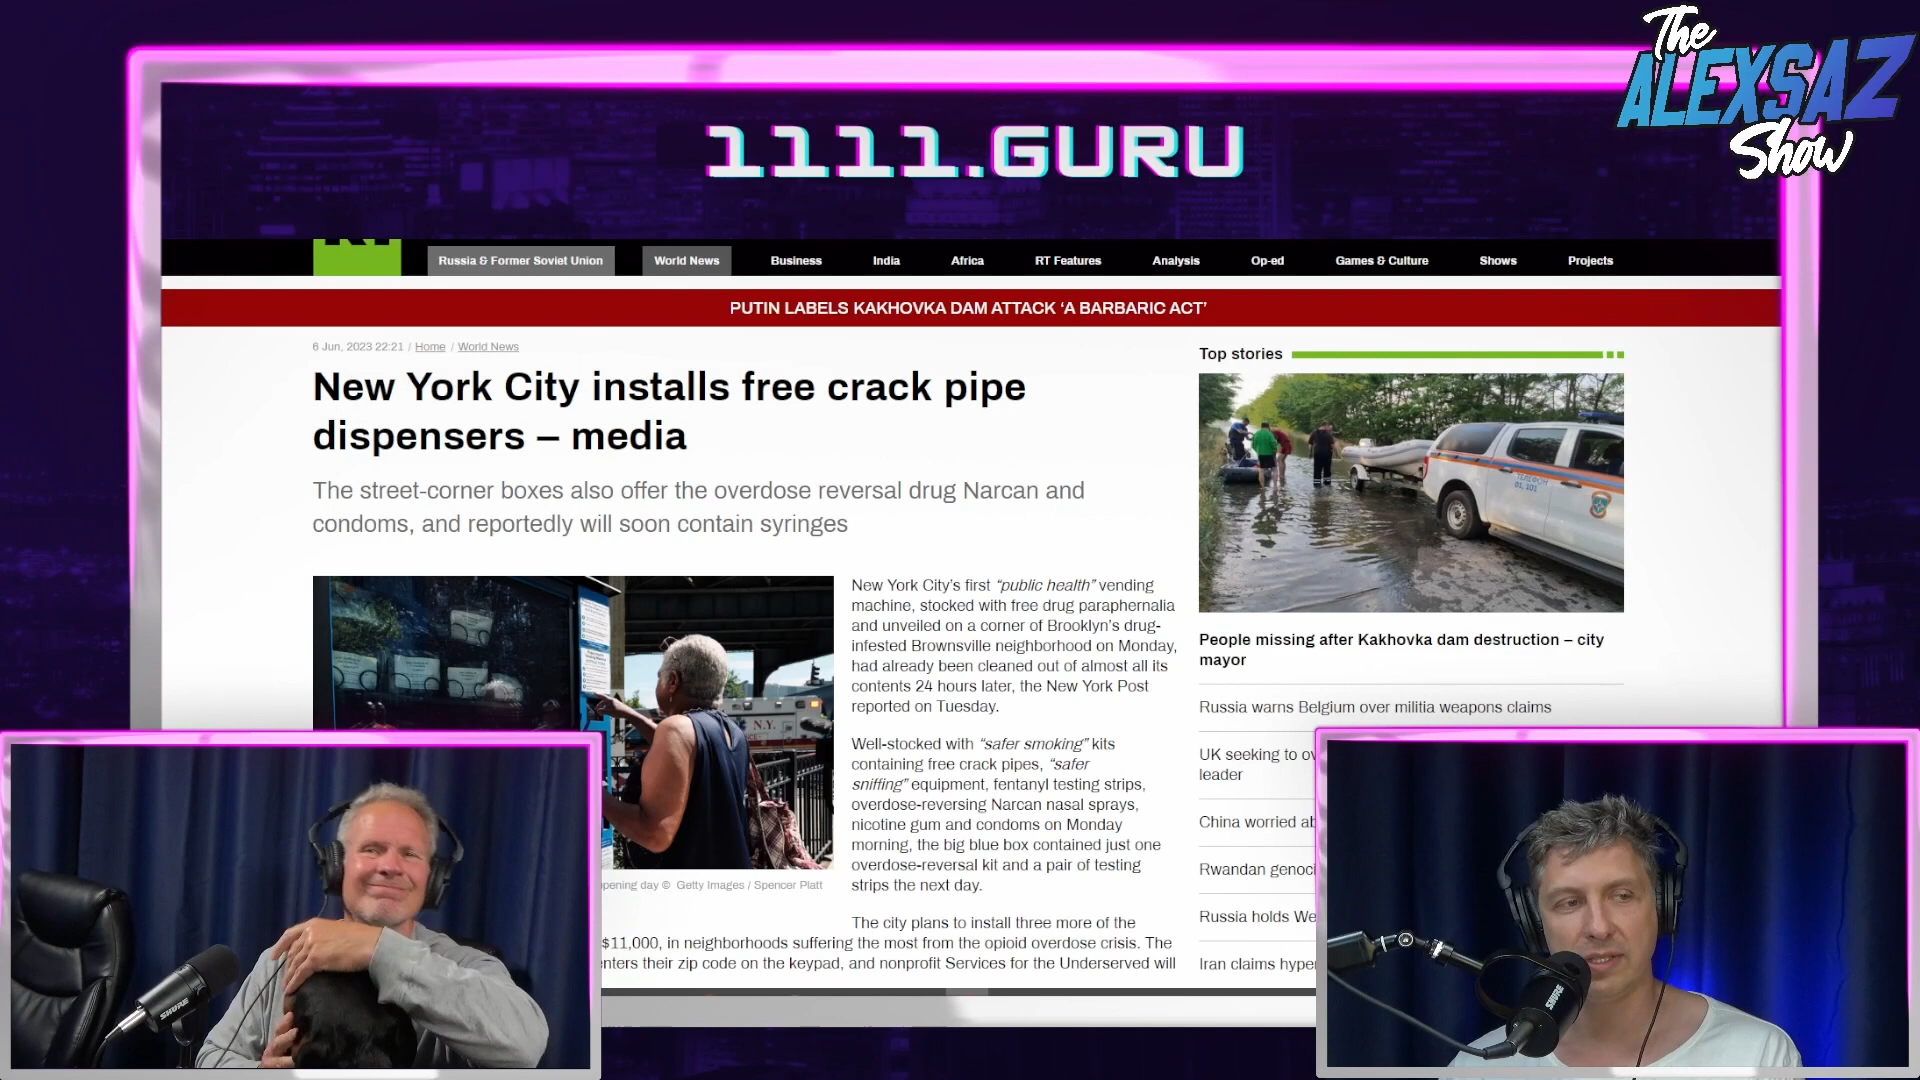 The
ALEXSAZ
Show
1111.GURU
RT
Russia & Former Soviet Union World News Business India Africa RT Features Analysis Op-ed Games & Culture Shows Projects
PUTIN LABELS KAKHOVKA DAM ATTACK ‘A BARBARIC ACT’
6 Jun, 2023 22:21 / Home / World News
New York City installs free crack pipe
dispensers – media
The street-corner boxes also offer the overdose reversal drug Narcan and
condoms, and reportedly will soon contain syringes
N.Y.
opening day © Getty Images / Spencer Platt
New York City’s first “public health” vending
machine, stocked with free drug paraphernalia
and unveiled on a corner of Brooklyn’s drug-
infested Brownsville neighborhood on Monday,
had already been cleaned out of almost all its
contents 24 hours later, the New York Post
reported on Tuesday.
Well-stocked with “safer smoking” kits
containing free crack pipes, “safer
sniffing” equipment, fentanyl testing strips,
overdose-reversing Narcan nasal sprays,
nicotine gum and condoms on Monday
morning, the big blue box contained just one
overdose-reversal kit and a pair of testing
strips the next day.
The city plans to install three more of the
$11,000, in neighborhoods suffering the most from the opioid overdose crisis. The
enters their zip code on the keypad, and nonprofit Services for the Underserved will
Top stories
ТЕЛЕФОН
01, 101
People missing after Kakhovka dam destruction – city
mayor
Russia warns Belgium over militia weapons claims
UK seeking to ov
leader
China worried ab
Rwandan genoci
Russia holds We
Iran claims hyper
SHURE
SHURE